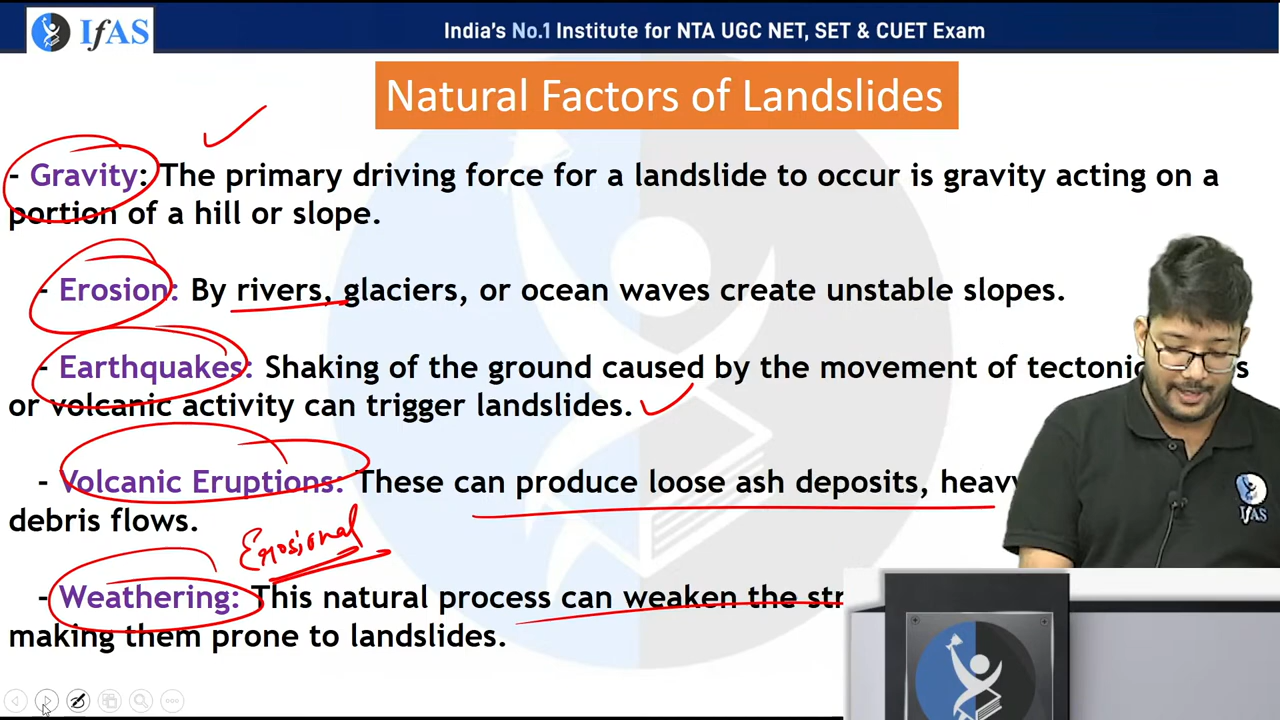 IfAS
India's No.1 Institute for NTA UGC NET, SET & CUET Exam
Natural Factors of Landslides
- Gravity: The primary driving force for a landslide to occur is gravity acting on a
portion of a hill or slope.
- Erosion: By rivers, glaciers, or ocean waves create unstable slopes.
- Earthquakes: Shaking of the ground caused by the movement of tectonic
or volcanic activity can trigger landslides.
- Volcanic Eruptions: These can produce loose ash deposits, heavy
debris flows.
Erosional
- Weathering: This natural process can weaken the
making them prone to landslides.
IfAS